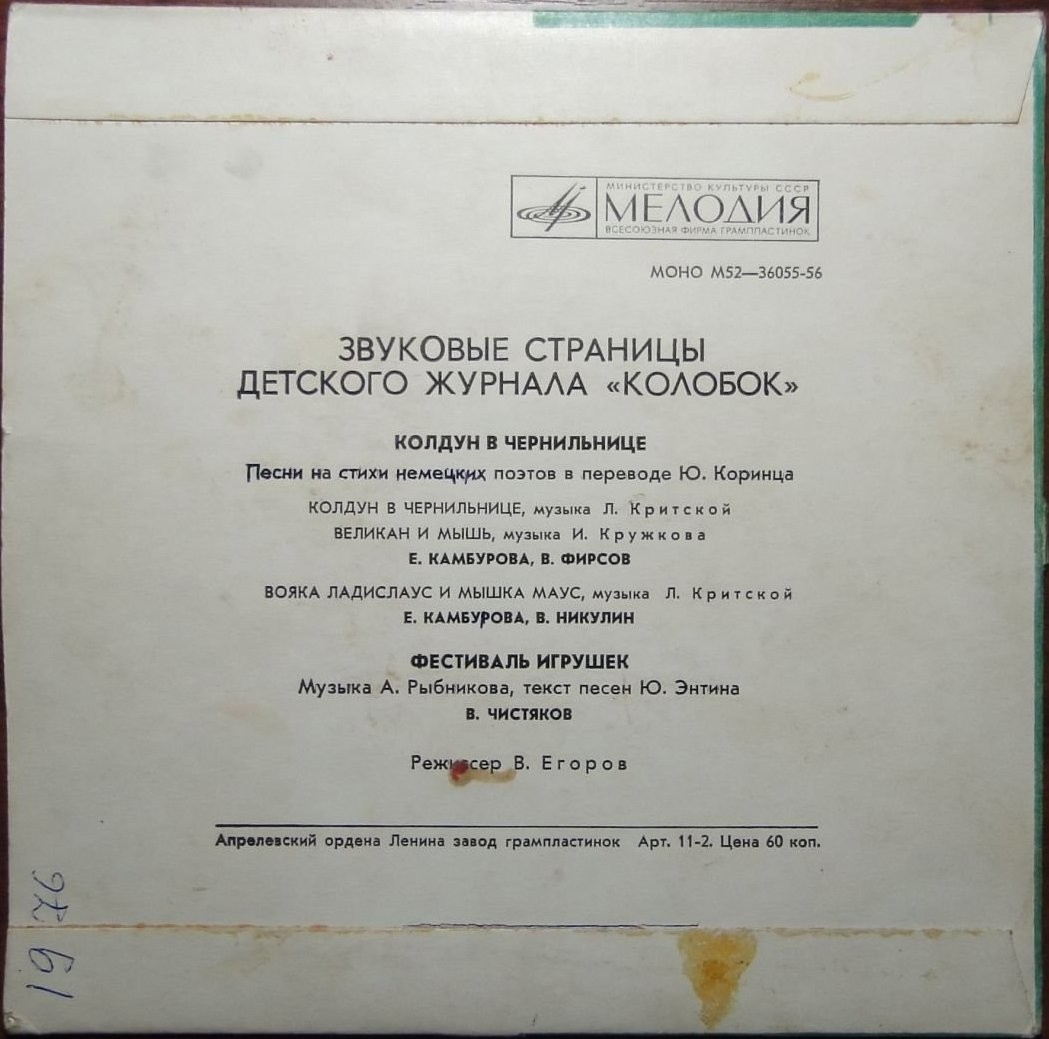 МИНИСТЕРСТВО КУЛЬТУРЫ СССР
МЕЛОДИЯ
ВСЕСОЮЗНАЯ ФИРМА ГРАМПЛАСТИНОК
МОНО М52—36055-56
ЗВУКОВЫЕ СТРАНИЦЫ
ДЕТСКОГО ЖУРНАЛА «КОЛОБОК»
КОЛДУН В ЧЕРНИЛЬНИЦЕ
Песни на стихи немецких поэтов в переводе Ю. Коринца
КОЛДУН В ЧЕРНИЛЬНИЦЕ, музыка Л. Критской
ВЕЛИКАН И МЫШЬ, музыка И. Кружкова
Е. КАМБУРОВА, В. ФИРСОВ
ВОЯКА ЛАДИСЛАУС И МЫШКА МАУС, музыка Л. Критской
Е. КАМБУРОВА, В. НИКУЛИН
ФЕСТИВАЛЬ ИГРУШЕК
Музыка А. Рыбникова, текст песен Ю. Энтина
В. ЧИСТЯКОВ
Режиссер В. Егоров
Апрелевский ордена Ленина завод грампластинок Арт. 11-2. Цена 60 коп.
19 76